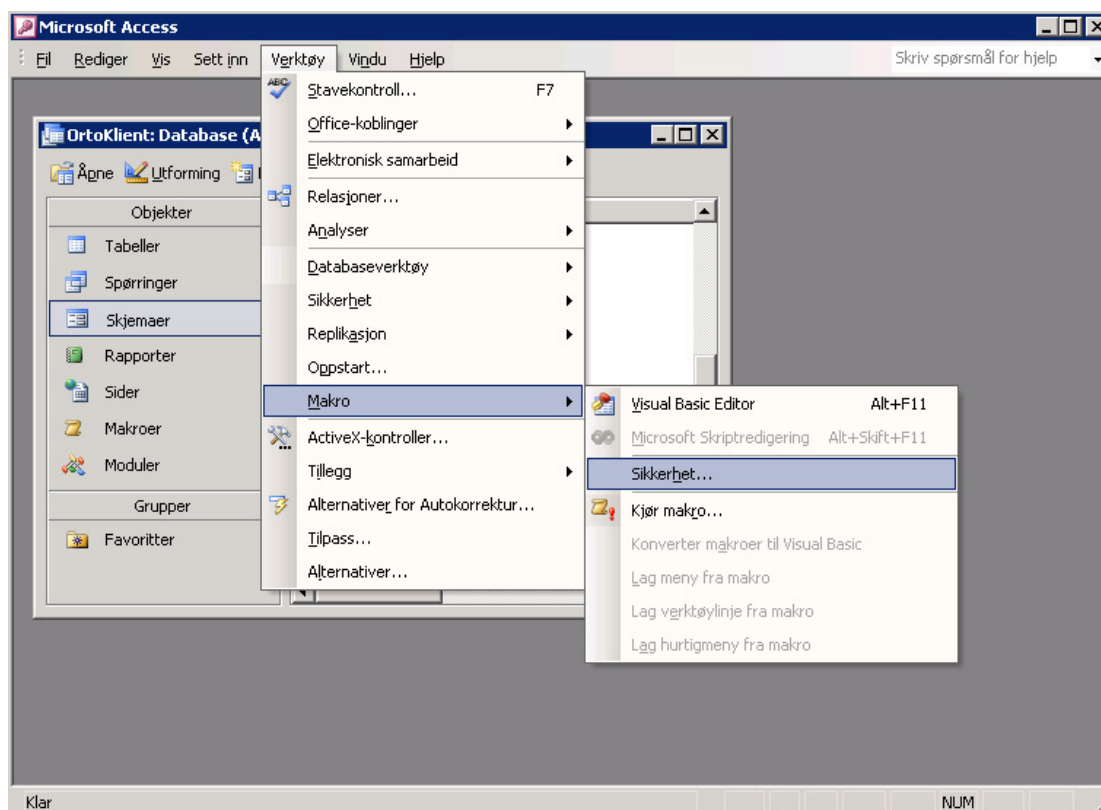 Microsoft Access
Fil Rediger Vis Sett inn Verktøy Vindu Hjelp Skriv spørsmål for hjelp
OrtoKlient: Database (A
Åpne Utforming
Objekter
Tabeller
Spørringer
Skjemaer
Rapporter
Sider
Makroer
Moduler
Grupper
Favoritter
ABC
Stavekontroll... F7
Office-koblinger
Elektronisk samarbeid
Relasjoner...
Analyser
Databaseverktøy
Sikkerhet
Replikasjon
Oppstart...
Makro
ActiveX-kontroller...
Tillegg
Alternativer for Autokorrektur...
Tilpass...
Alternativer...
Visual Basic Editor Alt+F11
Microsoft Skriptredigering Alt+Skift+F11
Sikkerhet...
Kjør makro...
Konverter makroer til Visual Basic
Lag meny fra makro
Lag verktøylinje fra makro
Lag hurtigmeny fra makro
Klar NUM